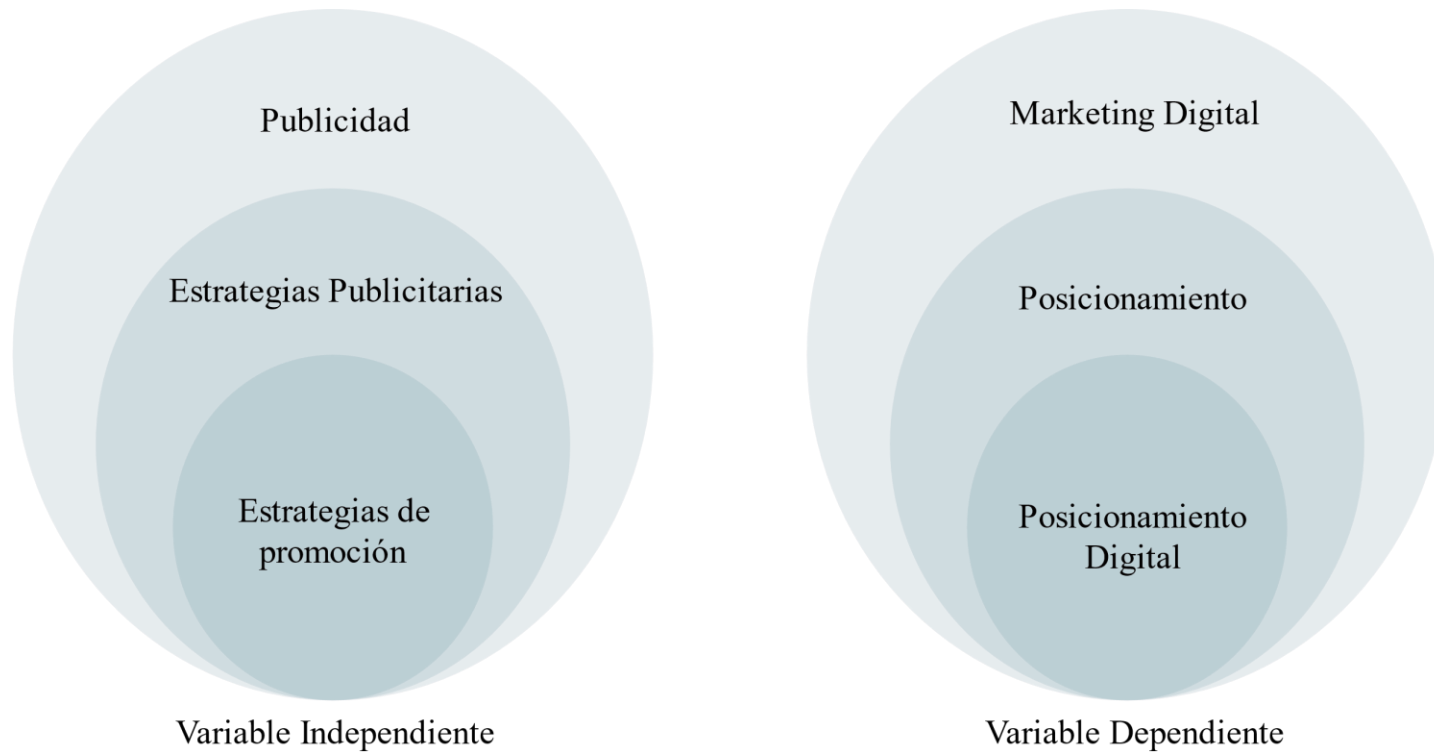 Publicidad
Estrategias Publicitarias
Estrategias de
promoción
Variable Independiente
Marketing Digital
Posicionamiento
Posicionamiento
Digital
Variable Dependiente